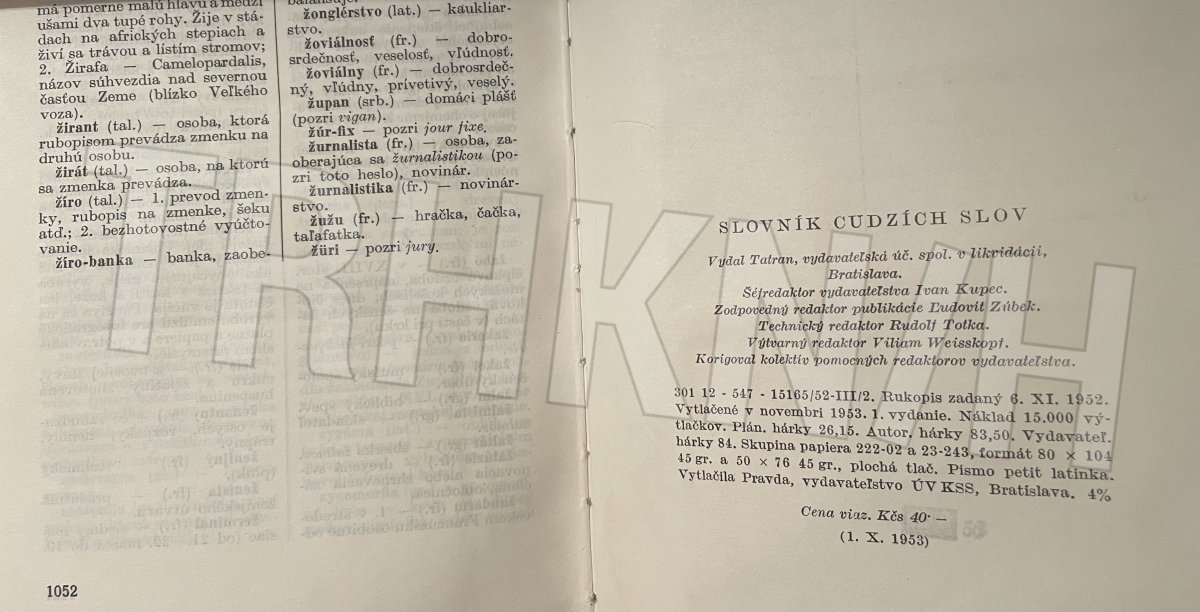 má pomerne malú hlavu a medzi
ušami dva tupé rohy. Žije v stá-
dach na afrických stepiach a
živí sa trávou a lístím stromov;
2. Žirafa — Camelopardalis,
názov súhvezdia nad severnou
časťou Zeme (blízko Veľkého
voza).
žirant (tal.) — osoba, ktorá
rubopisom prevádza zmenku na
druhú osobu.
žirát (tal.) — osoba, na ktorú
sa zmenka prevádza.
žíro (tal.) — 1. prevod zmen-
ky, rubopis na zmenke, šeku
atď.; 2. bezhotovostné vyúčto-
vanie.
žíro-banka — banka, zaobe-
žonglérstvo (lat.) — kaukliar-
stvo.
žoviálnosť (fr.) — dobro-
srdečnosť, veselosť, vľúdnosť.
žoviálny (fr.) — dobrosrdeč-
ný, vľúdny, prívetivý, veselý.
župan (srb.) — domáci plášť
(pozri vigan).
žúr-fix — pozri jour fixe.
žurnalista (fr.) — osoba, za-
oberajúca sa žurnalistikou (po-
zri toto heslo), novinár.
žurnalistika (fr.) — novinár-
stvo.
žužu (fr.) — hračka, čačka,
taľafatka.
žüri — pozri jury.
1052
SLOVNÍK CUDZÍCH SLOV
Vydal Tatran, vydavateľská úč. spol. v likvidácii,
Bratislava.
Šéfredaktor vydavateľstva Ivan Kupec.
Zodpovedný redaktor publikácie Ľudovít Zúbek.
Technický redaktor Rudolf Totka.
Výtvarný redaktor Viliam Weisskopf.
Korigoval kolektív pomocných redaktorov vydavateľstva.
301 12 - 547 - 15165/52-III/2. Rukopis zadaný 6. XI. 1952.
Vytlačené v novembri 1953. 1. vydanie. Náklad 15.000 vý-
tlačkov. Plán. hárky 26,15. Autor. hárky 83,50. Vydavateľ.
hárky 84. Skupina papiera 222-02 a 23-243, formát 80 × 104
45 gr. a 50 × 76 45 gr., plochá tlač. Písmo petit latinka.
Vytlačila Pravda, vydavateľstvo ÚV KSS, Bratislava. 4%
Cena viaz. Kčs 40·—
(1. X. 1953)
TRHKNIH